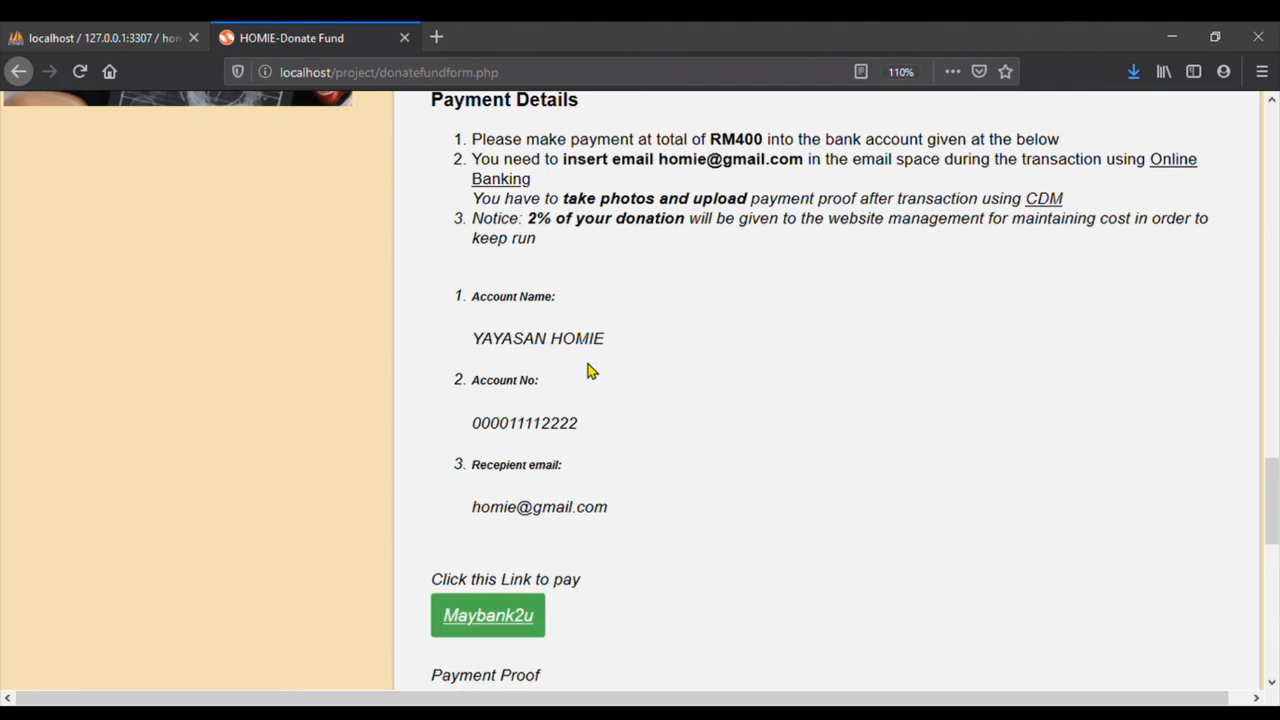 localhost / 127.0.0.1:3307 / hom
HOMIE-Donate Fund
localhost/project/donatefundform.php
110%
Payment Details
1. Please make payment at total of RM400 into the bank account given at the below
2. You need to insert email homie@gmail.com in the email space during the transaction using Online
Banking
You have to take photos and upload payment proof after transaction using CDM
3. Notice: 2% of your donation will be given to the website management for maintaining cost in order to
keep run
1. Account Name:
YAYASAN HOMIE
2. Account No:
000011112222
3. Recepient email:
homie@gmail.com
Click this Link to pay
Maybank2u
Payment Proof